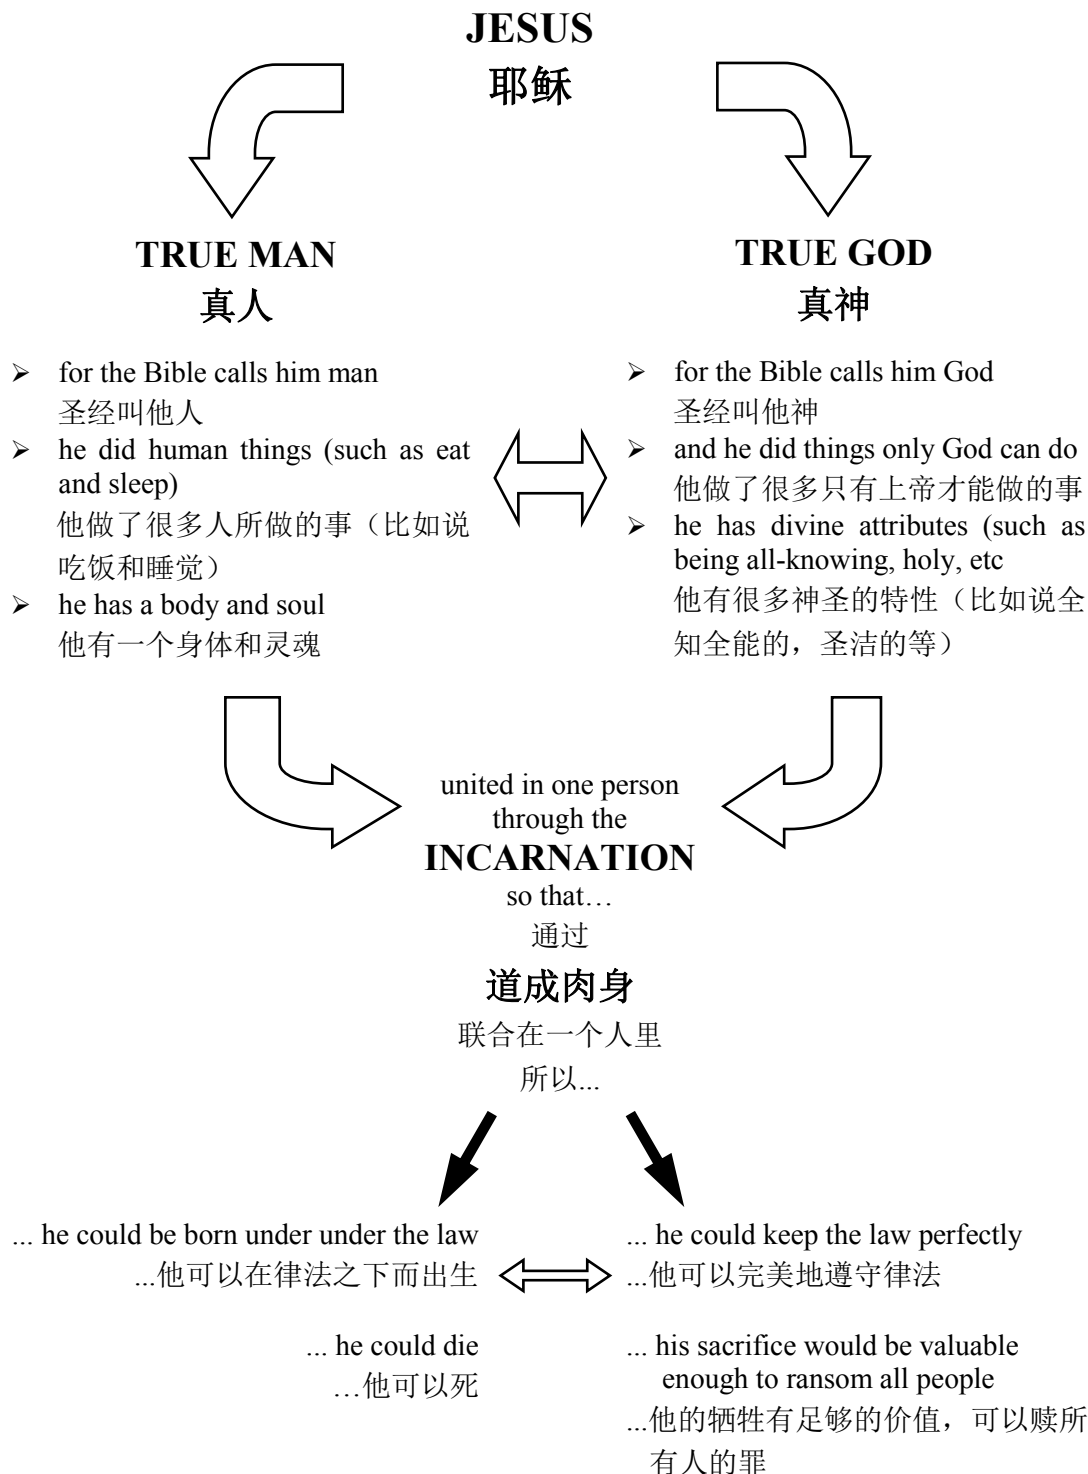 JESUS
耶稣
TRUE MAN
真人
➢ for the Bible calls him man
圣经叫他人
➢ he did human things (such as eat
and sleep)
他做了很多人所做的事（比如说
吃饭和睡觉）
➢ he has a body and soul
他有一个身体和灵魂
TRUE GOD
真神
➢ for the Bible calls him God
圣经叫他神
➢ and he did things only God can do
他做了很多只有上帝才能做的事
➢ he has divine attributes (such as
being all-knowing, holy, etc
他有很多神圣的特性（比如说全
知全能的，圣洁的等）
united in one person
through the
INCARNATION
so that…
通过
道成肉身
联合在一个人里
所以...
... he could be born under under the law
...他可以在律法之下而出生
... he could die
…他可以死
... he could keep the law perfectly
...他可以完美地遵守律法
... his sacrifice would be valuable
enough to ransom all people
...他的牺牲有足够的价值，可以赎所
有人的罪